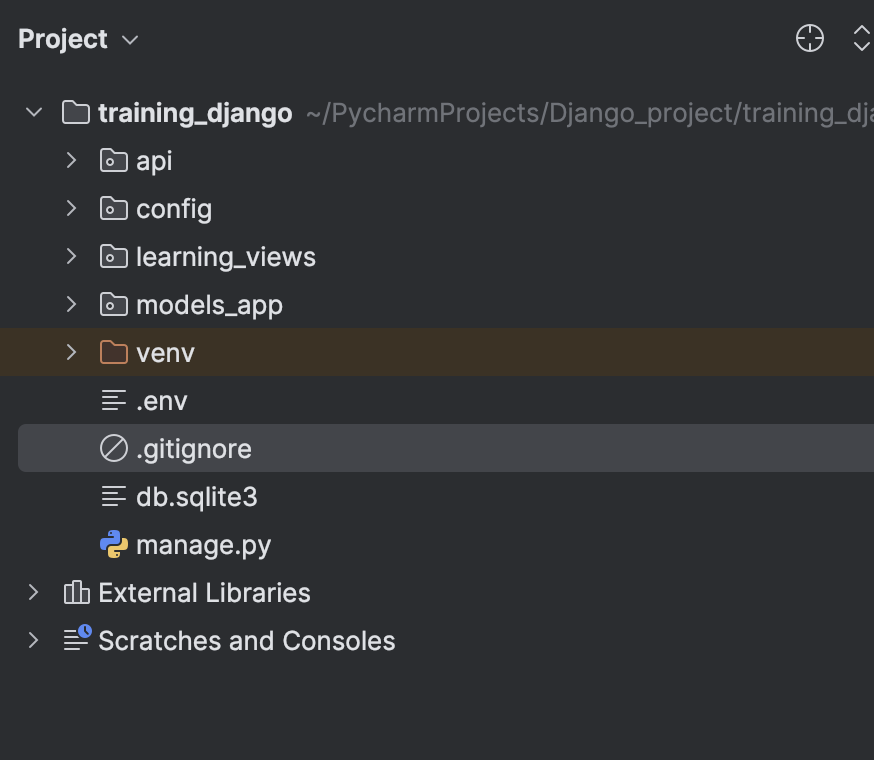 Project
training_django ~/PycharmProjects/Django_project/training_dja
api
config
learning_views
models_app
venv
.env
.gitignore
db.sqlite3
manage.py
External Libraries
Scratches and Consoles